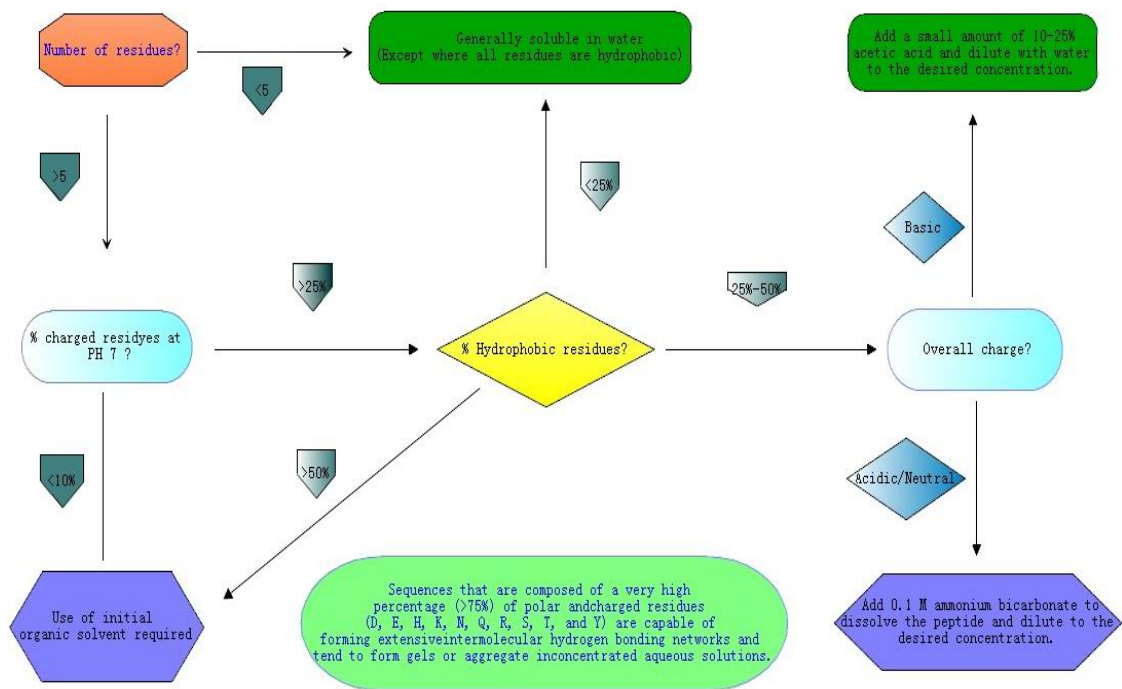 Number of residues?
<5
Generally soluble in water
(Except where all residues are hydrophobic)
Add a small amount of 10-25%
acetic acid and dilute with water
to the desired concentration.
>5
<25%
Basic
>25%
25%-50%
% charged residyes at
PH 7 ?
% Hydrophobic residues?
Overall charge?
<10%
>50%
Acidic/Neutral
Use of initial
organic solvent required
Sequences that are composed of a very high
percentage (>75%) of polar andcharged residues
(D, E, H, K, N, Q, R, S, T, and Y) are capable of
forming extensiveintermolecular hydrogen bonding networks and
tend to form gels or aggregate inconcentrated aqueous solutions.
Add 0.1 M ammonium bicarbonate to
dissolve the peptide and dilute to the
desired concentration.